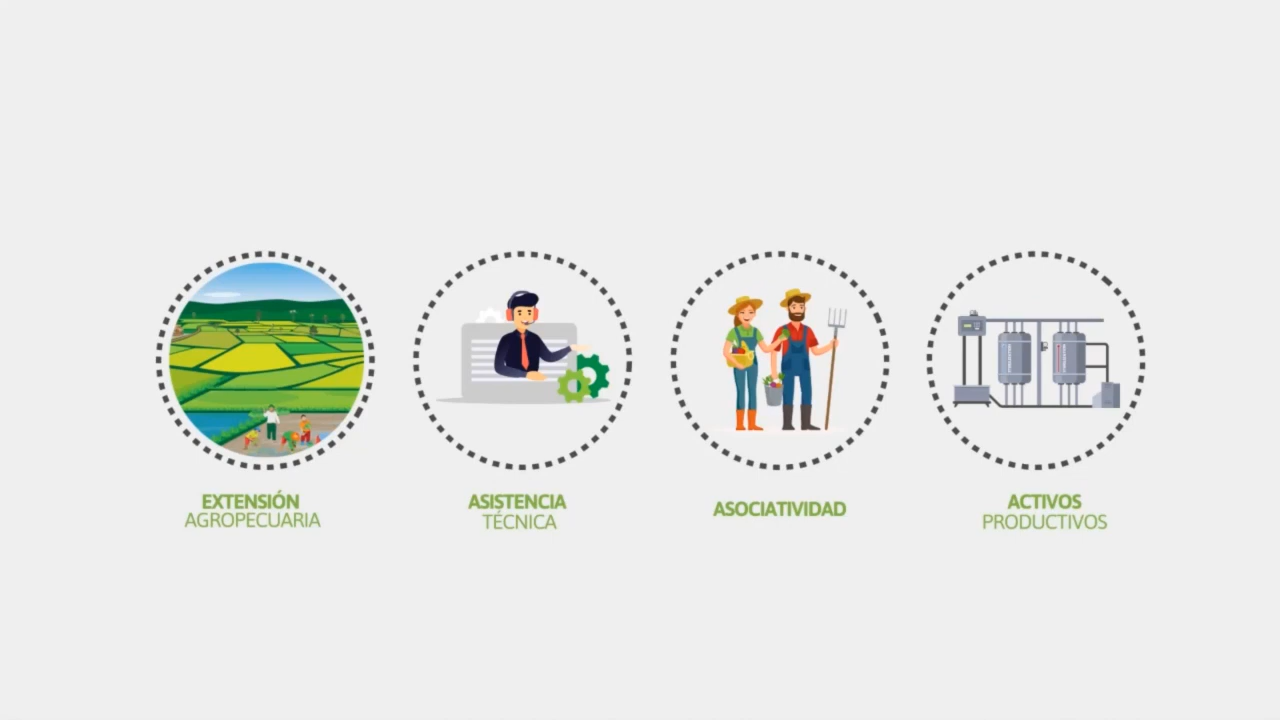 EXTENSIÓN
AGROPECUARIA
ASISTENCIA
TÉCNICA
ASOCIATIVIDAD
ACTIVOS
PRODUCTIVOS